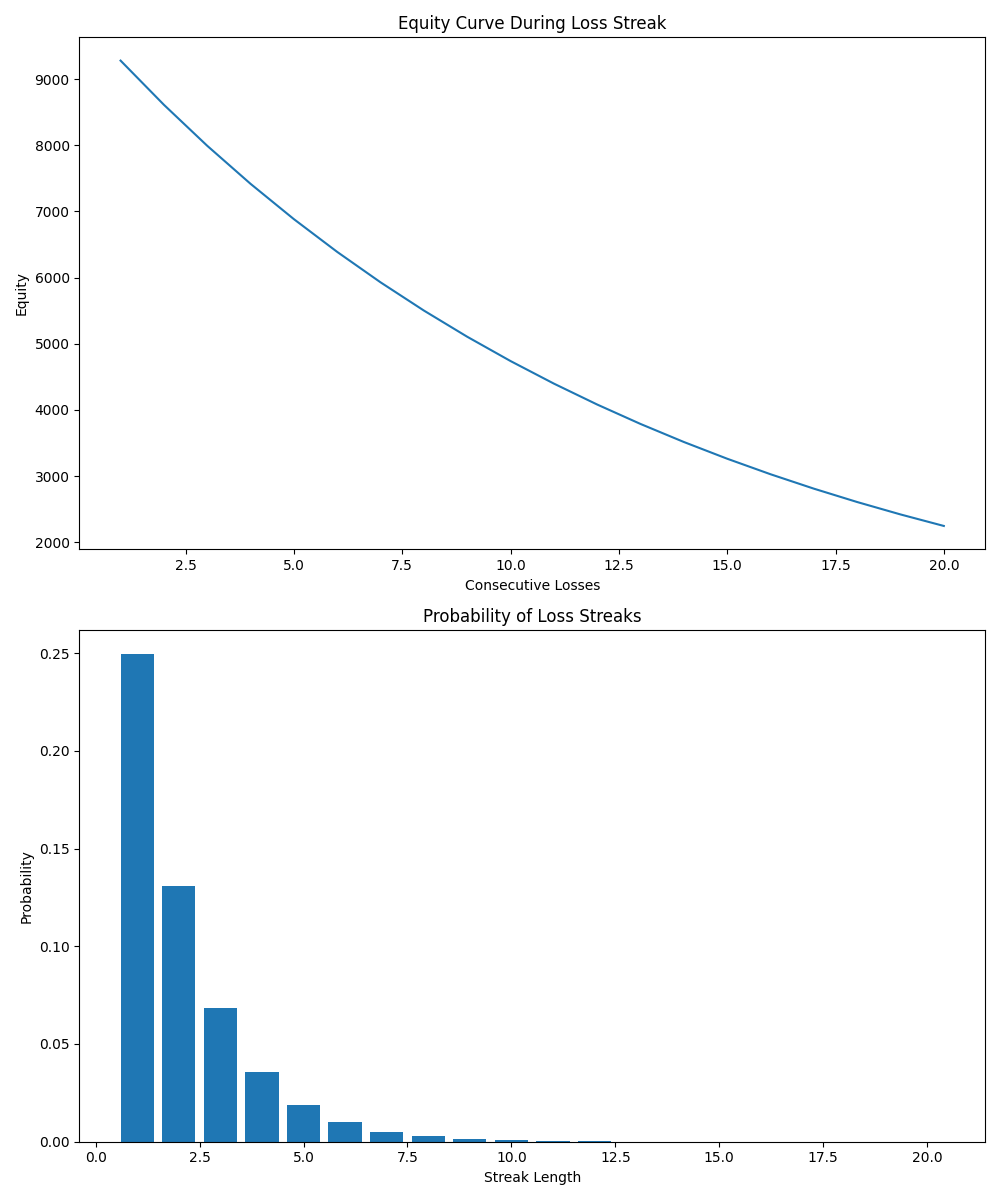 Equity Curve During Loss Streak
9000
8000
7000
6000
5000
4000
3000
2000
Equity
2.5 5.0 7.5 10.0 12.5 15.0 17.5 20.0
Consecutive Losses
Probability of Loss Streaks
0.25
0.20
0.15
0.10
0.05
0.00
Probability
0.0 2.5 5.0 7.5 10.0 12.5 15.0 17.5 20.0
Streak Length